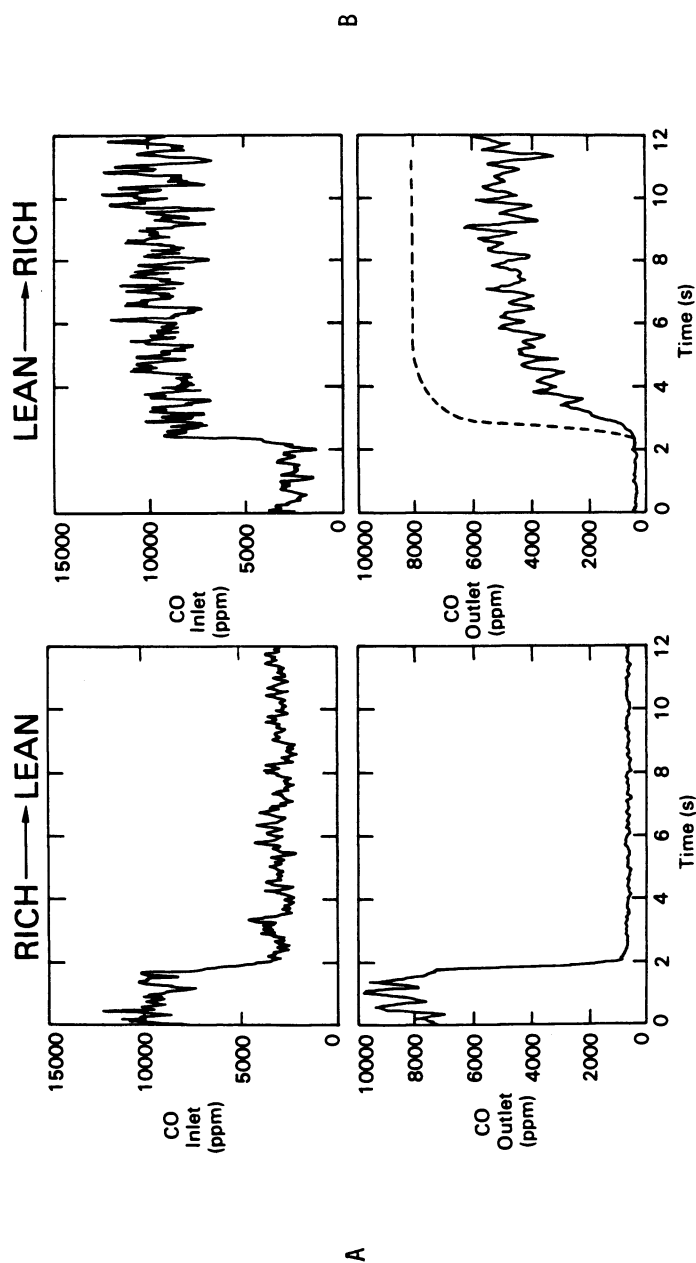 A
RICH → LEAN
15000
10000
5000
0
CO
Inlet
(ppm)
10000
8000
6000
4000
2000
0
CO
Outlet
(ppm)
0 2 4 6 8 10 12
Time (s)
B
LEAN → RICH
15000
10000
5000
0
CO
Inlet
(ppm)
10000
8000
6000
4000
2000
0
CO
Outlet
(ppm)
0 2 4 6 8 10 12
Time (s)